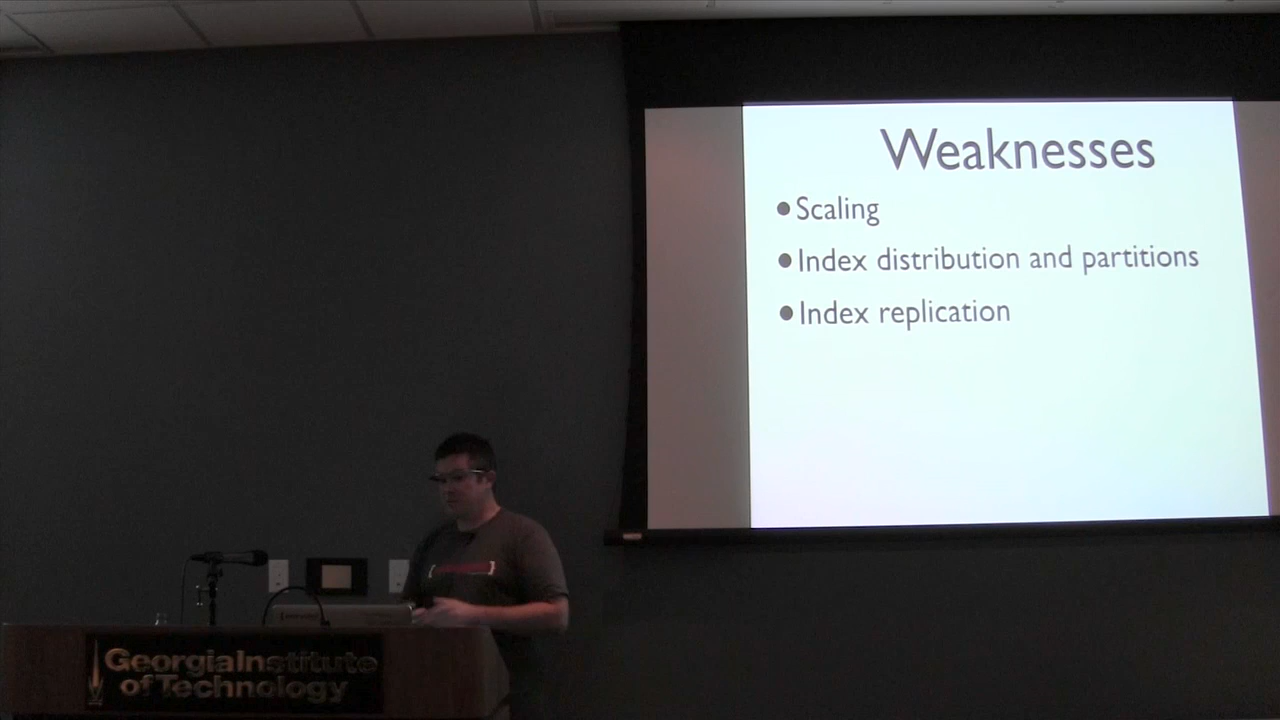 Weaknesses
•Scaling
•Index distribution and partitions
•Index replication
GeorgiaInstitute
of Technology